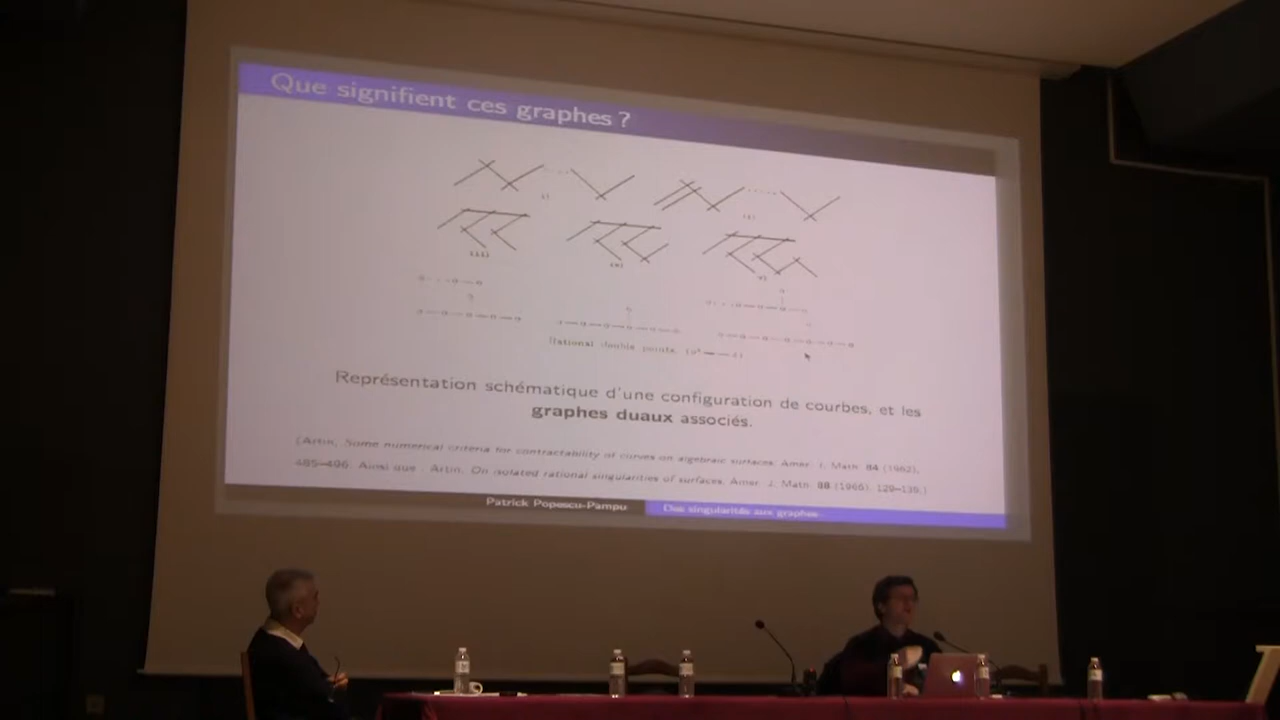 Que signifient ces graphes ?
Rational double points.
Représentation schématique d'une configuration de courbes, et les
graphes duaux associés.
(Artin, Some numerical criteria for contractability of curves on algebraic surfaces. Amer. J. Math. 84 (1962),
485–496. Ainsi que : Artin, On isolated rational singularities of surfaces. Amer. J. Math. 88 (1966), 129–136.)
Patrick Popescu-Pampu Des singularités aux graphes